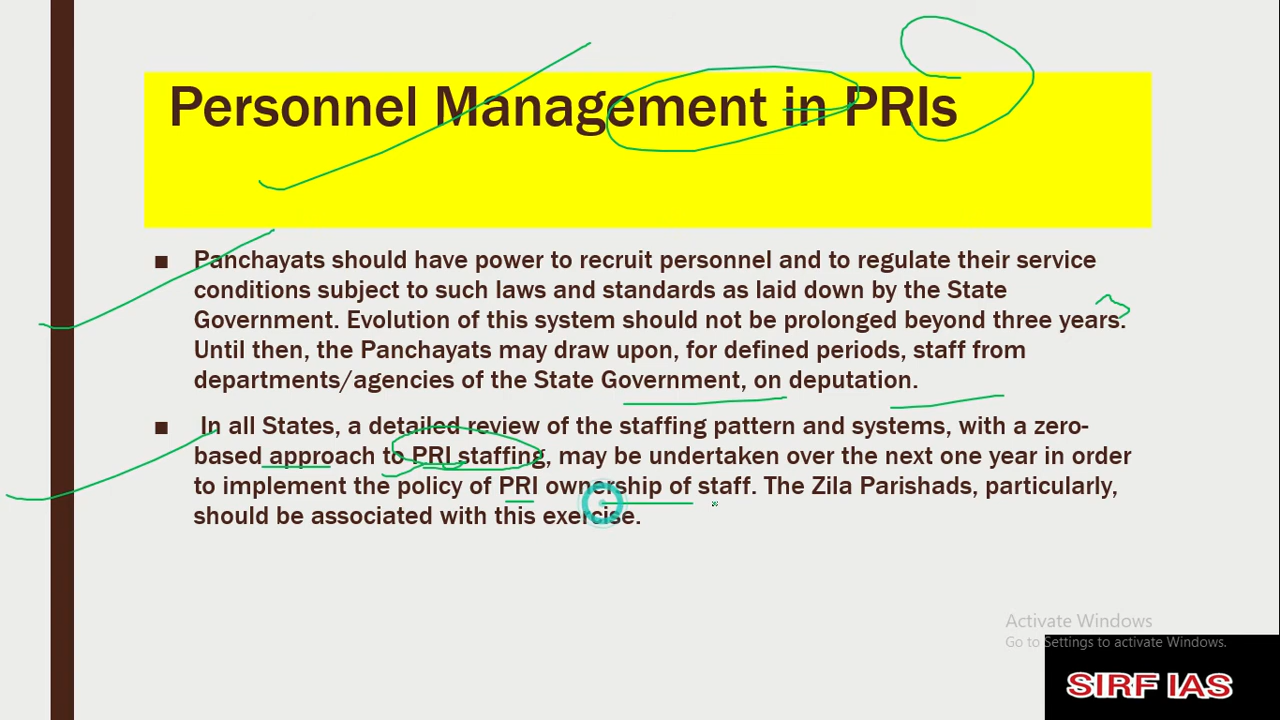 Personnel Management in PRIs
■ Panchayats should have power to recruit personnel and to regulate their service
conditions subject to such laws and standards as laid down by the State
Government. Evolution of this system should not be prolonged beyond three years.
Until then, the Panchayats may draw upon, for defined periods, staff from
departments/agencies of the State Government, on deputation.
■ In all States, a detailed review of the staffing pattern and systems, with a zero-
based approach to PRI staffing, may be undertaken over the next one year in order
to implement the policy of PRI ownership of staff. The Zila Parishads, particularly,
should be associated with this exercise.
Activate Windows
Go to Settings to activate Windows.
SIRF IAS